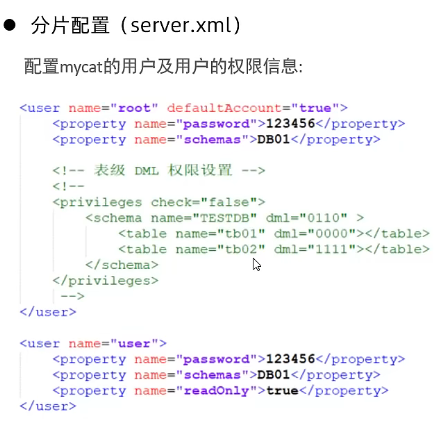 ● 分片配置（server.xml）
配置mycat的用户及用户的权限信息:
<user name="root" defaultAccount="true">
    <property name="password">123456</property>
    <property name="schemas">DB01</property>
    <!-- 表级 DML 权限设置 -->
    <!--
    <privileges check="false">
        <schema name="TESTDB" dml="0110" >
            <table name="tb01" dml="0000"></table>
            <table name="tb02" dml="1111"></table>
        </schema>
    </privileges>
     -->
</user>
<user name="user">
    <property name="password">123456</property>
    <property name="schemas">DB01</property>
    <property name="readOnly">true</property>
</user>